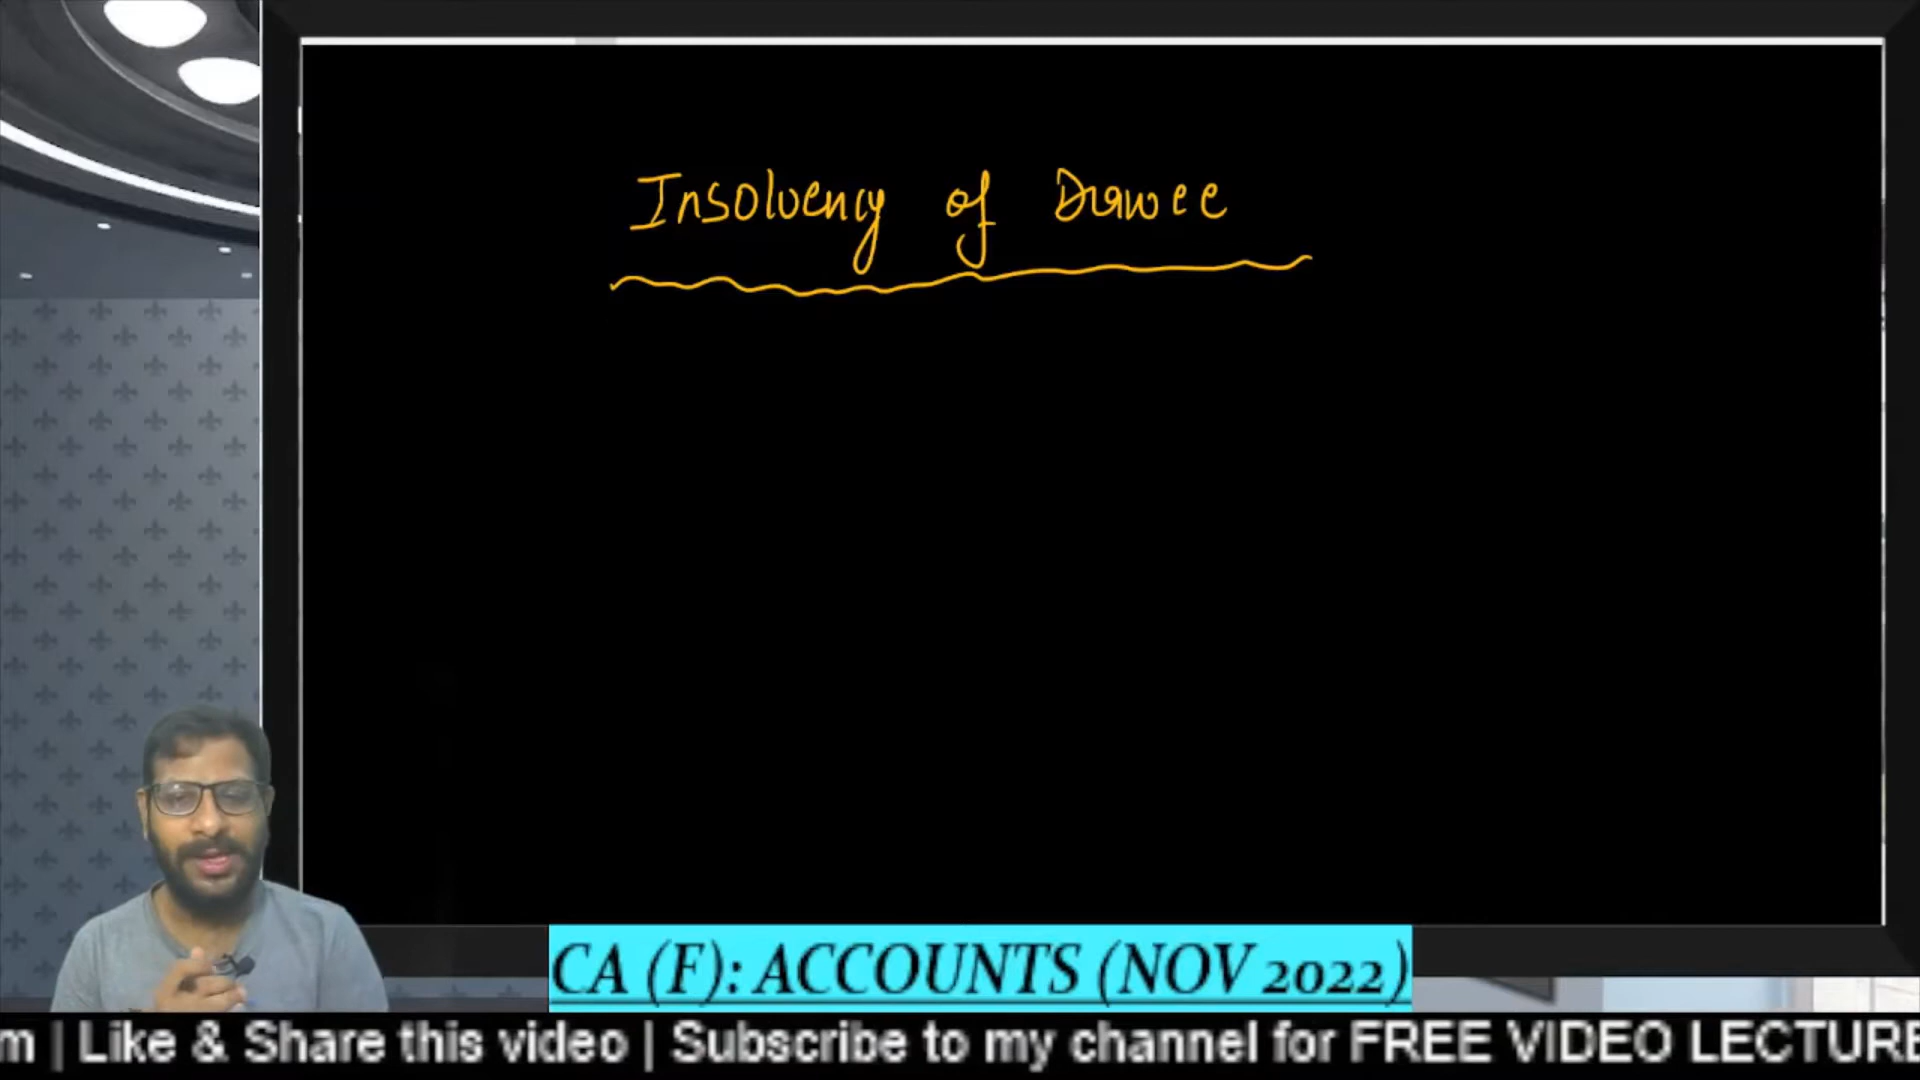 Insolvency of Drawee
CA (F): ACCOUNTS (NOV 2022)
m | Like & Share this video | Subscribe to my channel for FREE VIDEO LECTURE